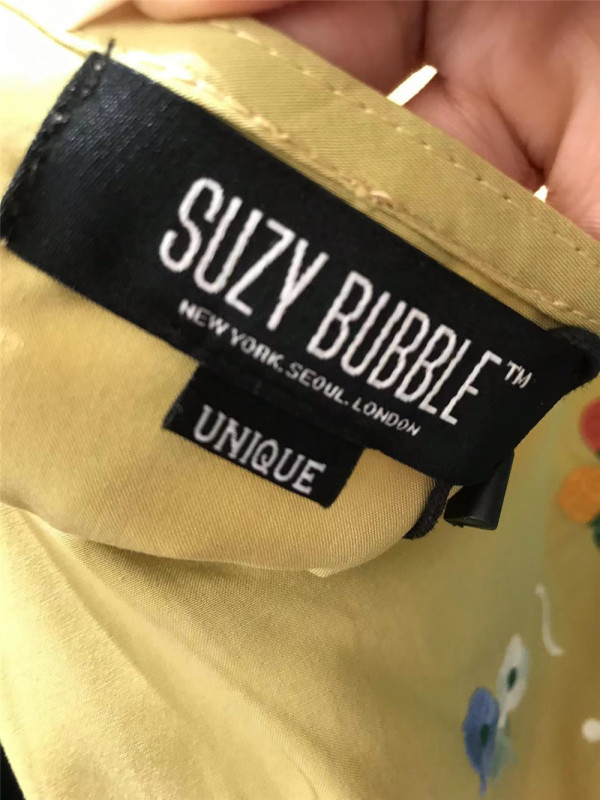 SUZY BUBBLE™
NEW YORK. SEOUL. LONDON
UNIQUE